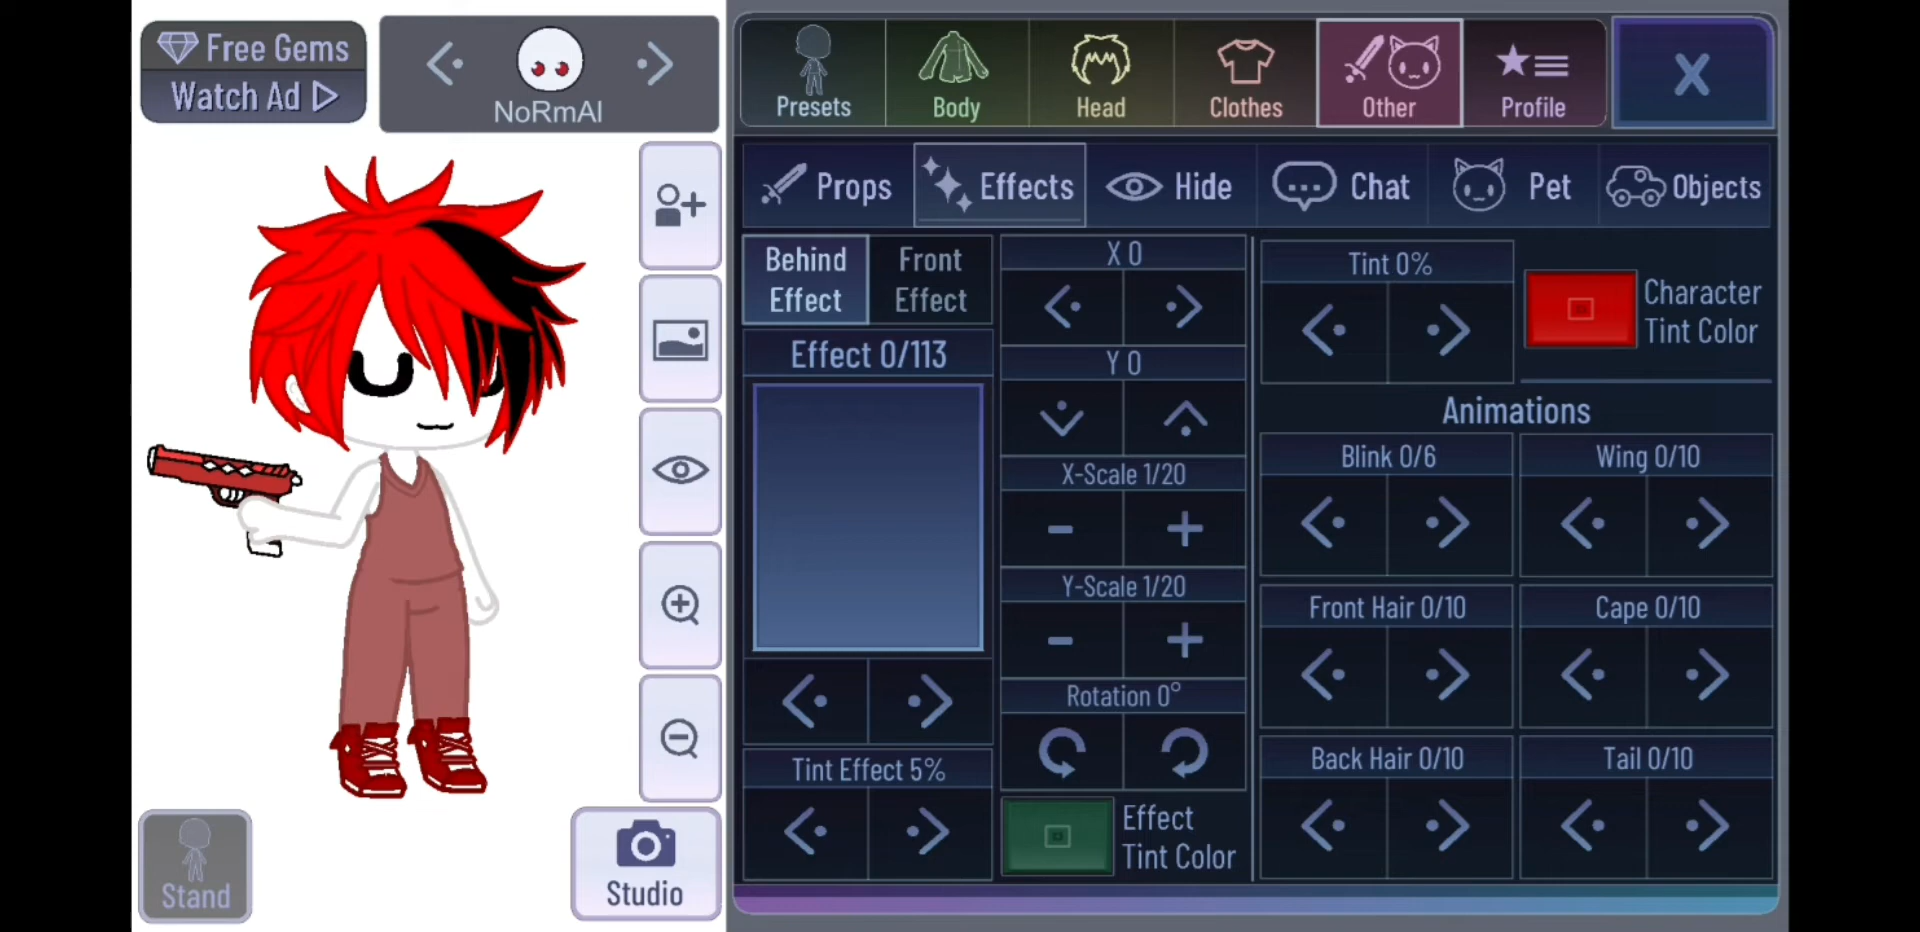 Free Gems
Watch Ad
NoRmAl
Stand
Studio
Presets
Body
Head
Clothes
Other
Profile
X
Props
Effects
Hide
Chat
Pet
Objects
Behind
Effect
Front
Effect
Effect 0/113
Tint Effect 5%
X 0
Y 0
X-Scale 1/20
Y-Scale 1/20
Rotation 0°
Effect
Tint Color
Tint 0%
Character
Tint Color
Animations
Blink 0/6
Wing 0/10
Front Hair 0/10
Cape 0/10
Back Hair 0/10
Tail 0/10